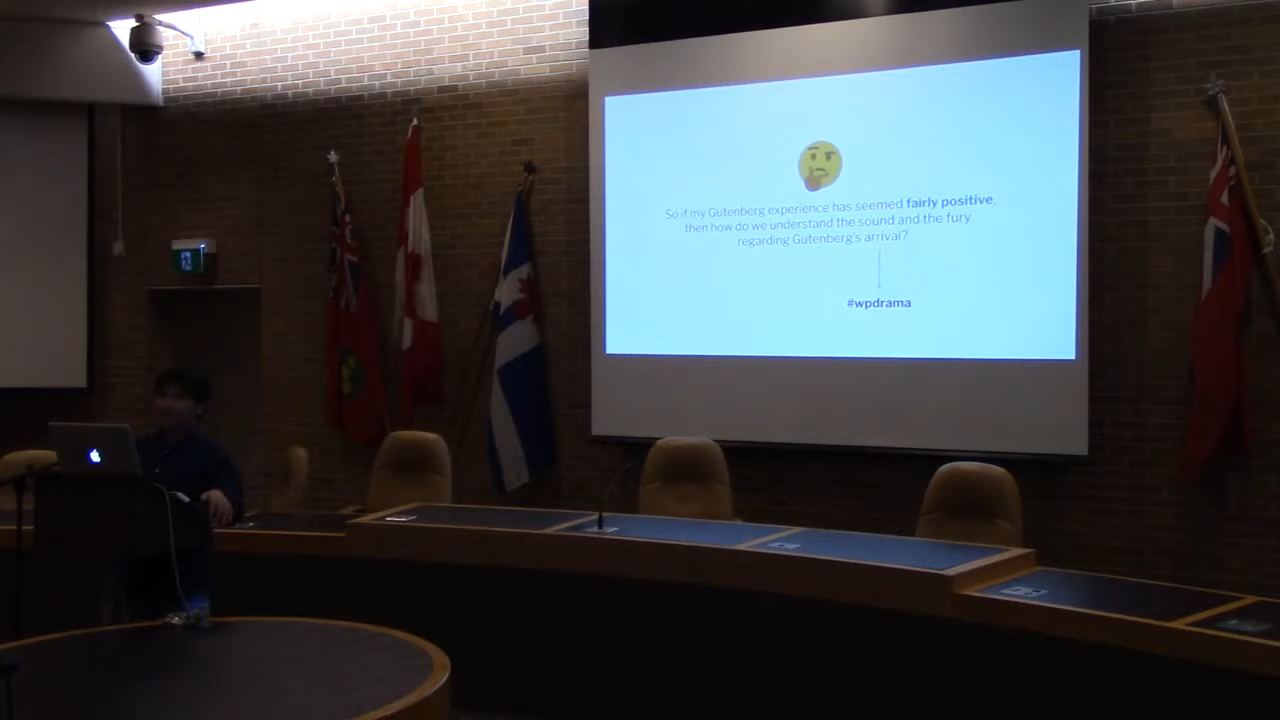 So if my Gutenberg experience has seemed fairly positive,
then how do we understand the sound and the fury
regarding Gutenberg's arrival?
#wpdrama